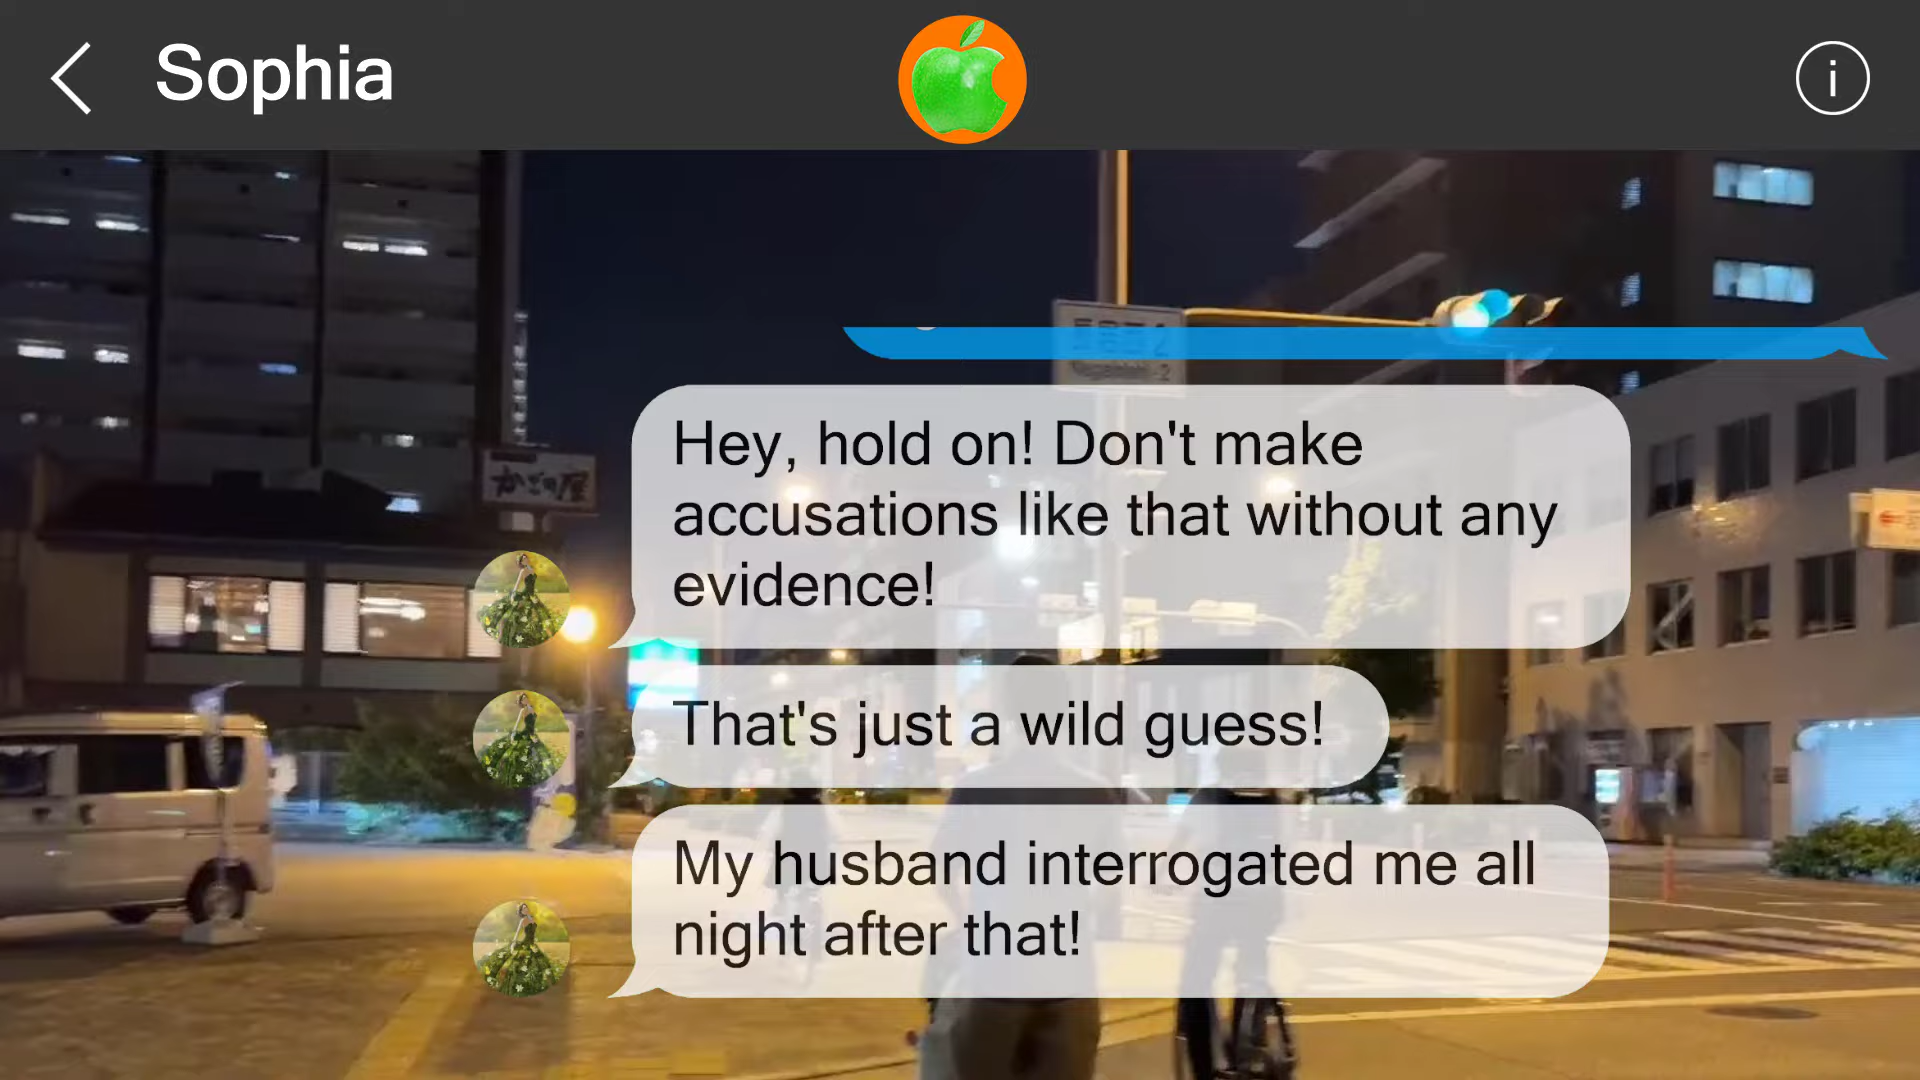 Sophia
i
Hey, hold on! Don't make
accusations like that without any
evidence!
That's just a wild guess!
My husband interrogated me all
night after that!